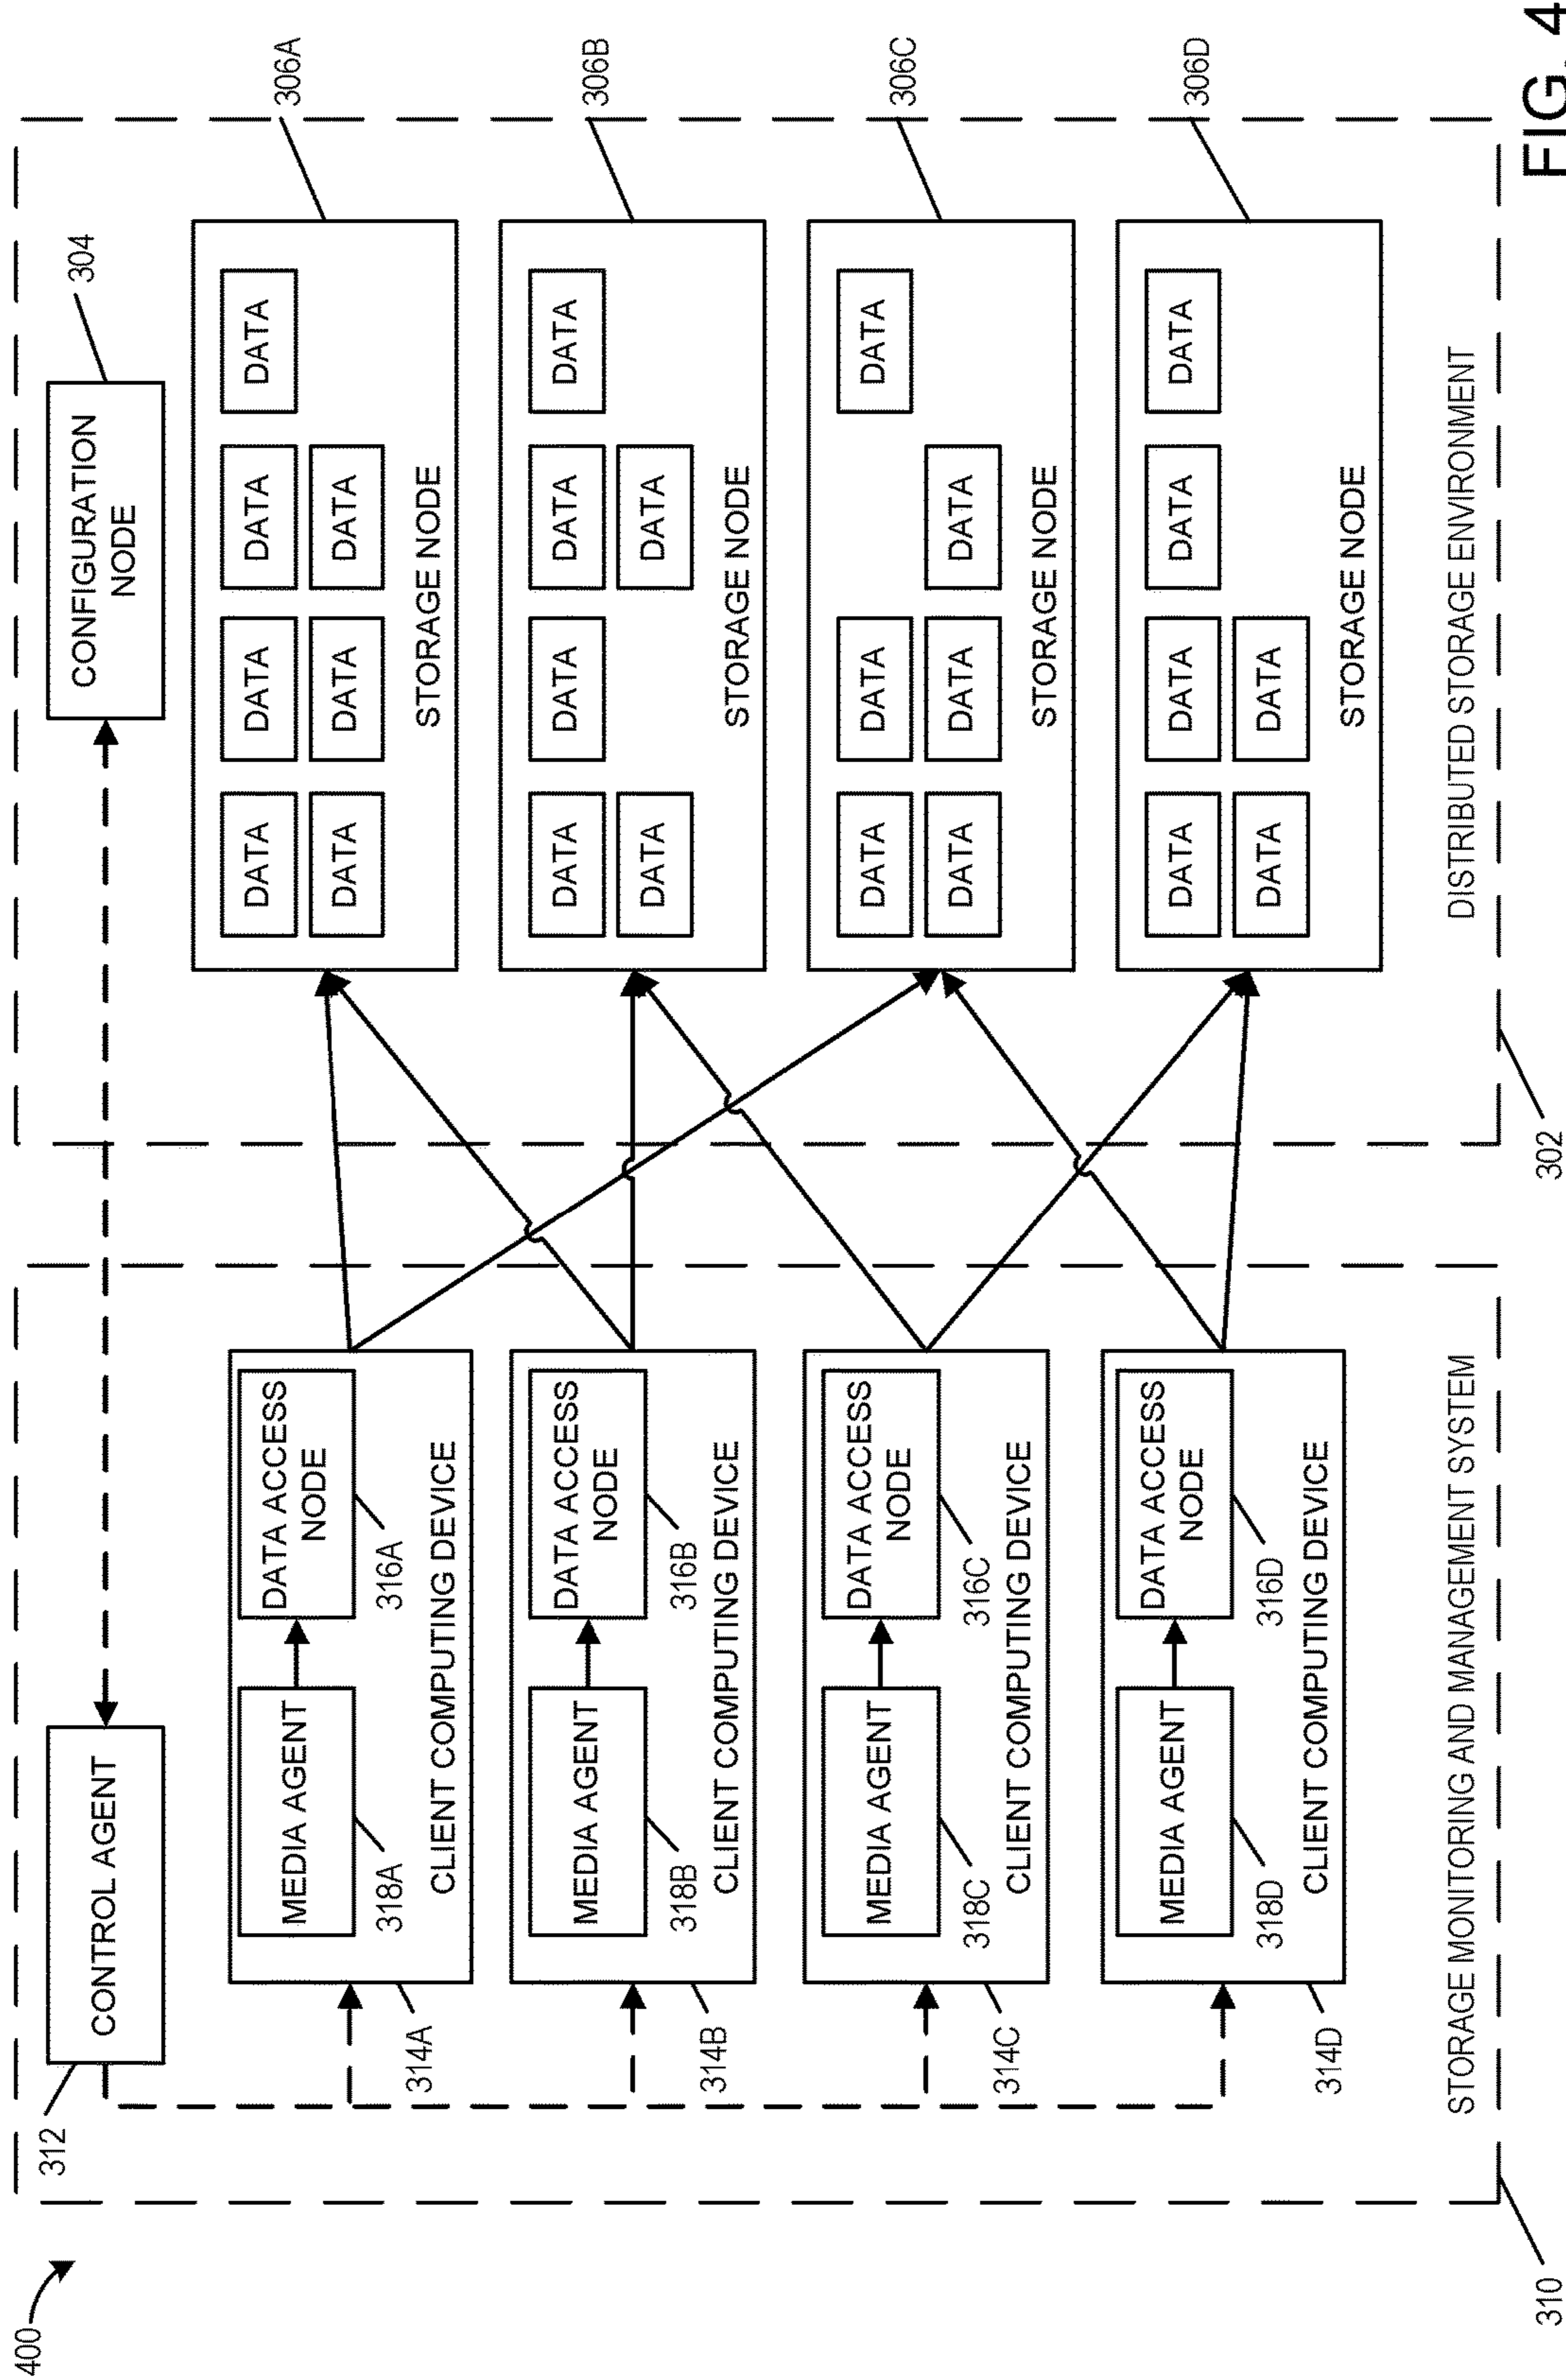 400
312
CONTROL AGENT
CONFIGURATION
NODE
304
314A
MEDIA AGENT
318A
DATA ACCESS
NODE
316A
CLIENT COMPUTING DEVICE
314B
MEDIA AGENT
318B
DATA ACCESS
NODE
316B
CLIENT COMPUTING DEVICE
314C
MEDIA AGENT
318C
DATA ACCESS
NODE
316C
CLIENT COMPUTING DEVICE
314D
MEDIA AGENT
318D
DATA ACCESS
NODE
316D
CLIENT COMPUTING DEVICE
STORAGE MONITORING AND MANAGEMENT SYSTEM
310
306A
DATA DATA DATA DATA
DATA DATA DATA
STORAGE NODE
306B
DATA DATA DATA DATA
DATA DATA
STORAGE NODE
306C
DATA DATA DATA
DATA DATA DATA
STORAGE NODE
306D
DATA DATA DATA DATA
DATA DATA
STORAGE NODE
DISTRIBUTED STORAGE ENVIRONMENT
302
FIG. 4